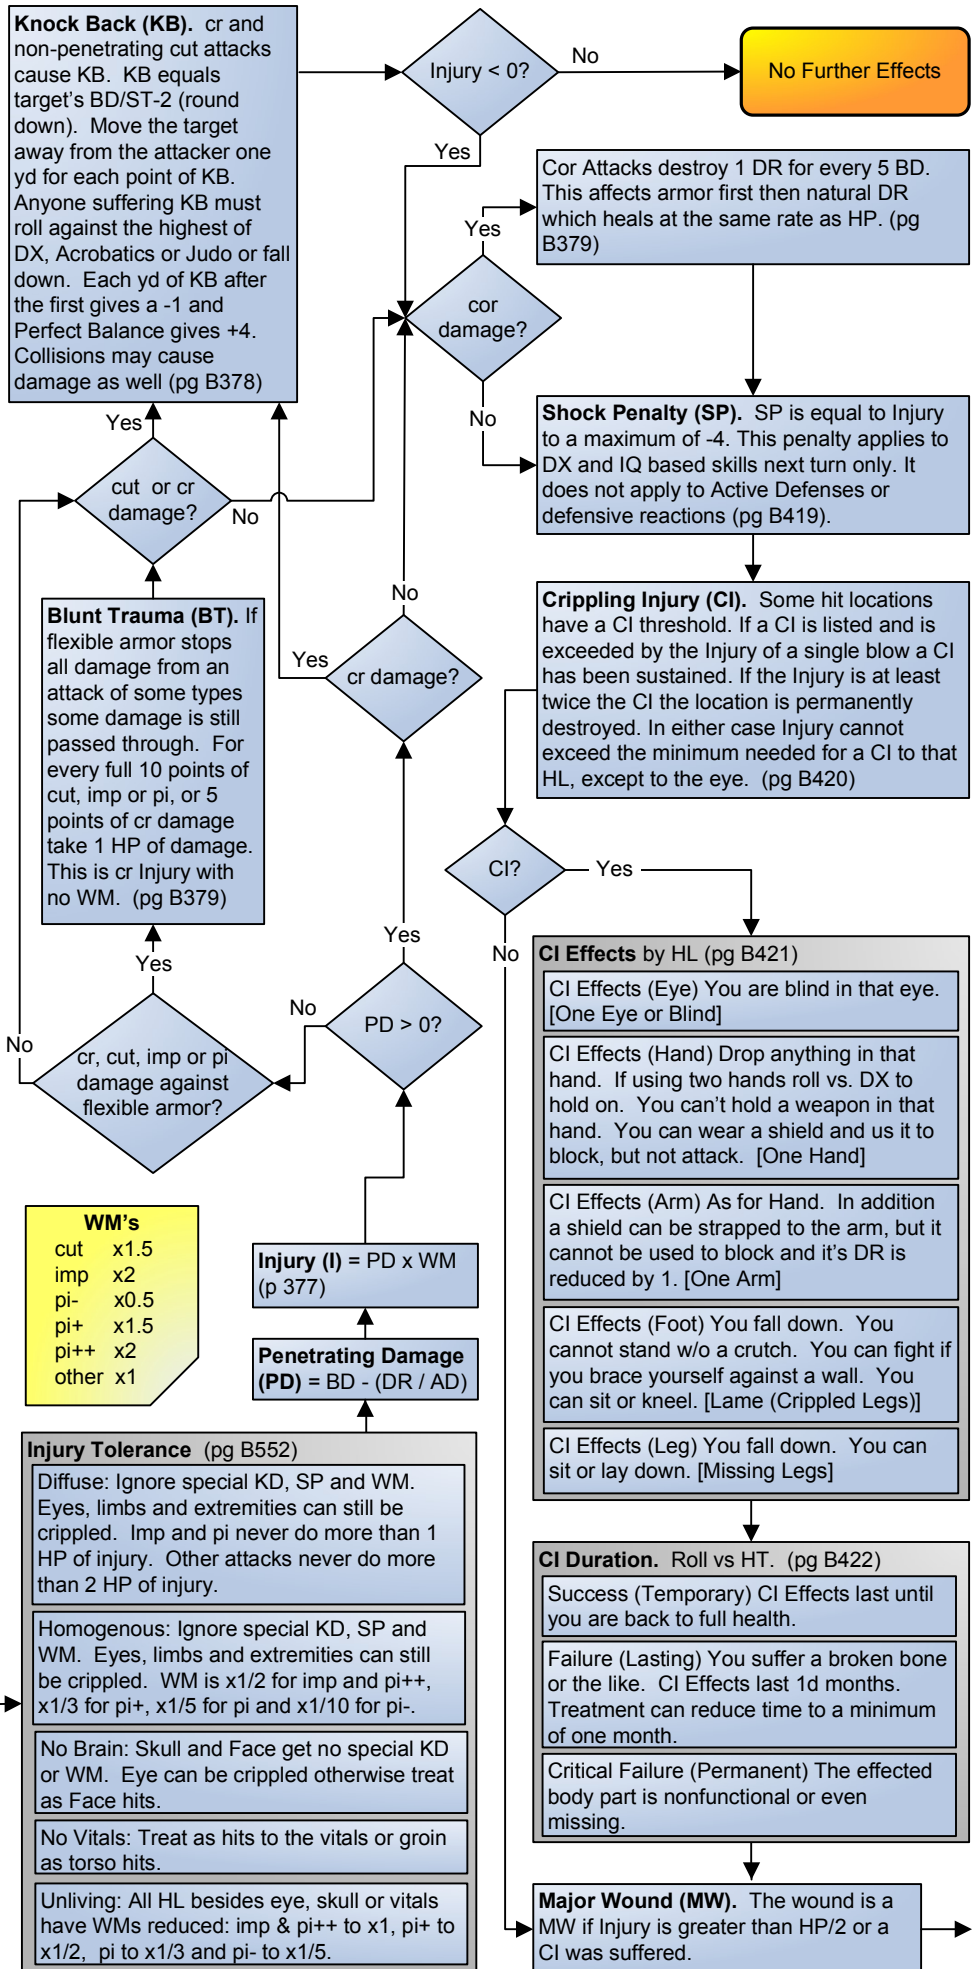 Knock Back (KB). cr and
non-penetrating cut attacks
cause KB. KB equals
target's BD/ST-2 (round
down). Move the target
away from the attacker one
yd for each point of KB.
Anyone suffering KB must
roll against the highest of
DX, Acrobatics or Judo or fall
down. Each yd of KB after
the first gives a -1 and
Perfect Balance gives +4.
Collisions may cause
damage as well (pg B378)
Injury < 0?
No
No Further Effects
Yes
Cor Attacks destroy 1 DR for every 5 BD.
This affects armor first then natural DR
which heals at the same rate as HP. (pg
B379)
Yes
cor
damage?
No
Shock Penalty (SP). SP is equal to Injury
to a maximum of -4. This penalty applies to
DX and IQ based skills next turn only. It
does not apply to Active Defenses or
defensive reactions (pg B419).
Yes
cut or cr
damage?
No
Blunt Trauma (BT). If
flexible armor stops
all damage from an
attack of some types
some damage is still
passed through. For
every full 10 points of
cut, imp or pi, or 5
points of cr damage
take 1 HP of damage.
This is cr Injury with
no WM. (pg B379)
No
Yes
cr damage?
Crippling Injury (CI). Some hit locations
have a CI threshold. If a CI is listed and is
exceeded by the Injury of a single blow a CI
has been sustained. If the Injury is at least
twice the CI the location is permanently
destroyed. In either case Injury cannot
exceed the minimum needed for a CI to that
HL, except to the eye. (pg B420)
CI?
Yes
No
Yes
Yes
No
PD > 0?
No
cr, cut, imp or pi
damage against
flexible armor?
CI Effects by HL (pg B421)
CI Effects (Eye) You are blind in that eye.
[One Eye or Blind]
CI Effects (Hand) Drop anything in that
hand. If using two hands roll vs. DX to
hold on. You can't hold a weapon in that
hand. You can wear a shield and us it to
block, but not attack. [One Hand]
CI Effects (Arm) As for Hand. In addition
a shield can be strapped to the arm, but it
cannot be used to block and it's DR is
reduced by 1. [One Arm]
CI Effects (Foot) You fall down. You
cannot stand w/o a crutch. You can fight if
you brace yourself against a wall. You
can sit or kneel. [Lame (Crippled Legs)]
CI Effects (Leg) You fall down. You can
sit or lay down. [Missing Legs]
WM's
cut x1.5
imp x2
pi- x0.5
pi+ x1.5
pi++ x2
other x1
Injury (I) = PD x WM
(p 377)
Penetrating Damage
(PD) = BD - (DR / AD)
Injury Tolerance (pg B552)
Diffuse: Ignore special KD, SP and WM.
Eyes, limbs and extremities can still be
crippled. Imp and pi never do more than 1
HP of injury. Other attacks never do more
than 2 HP of injury.
Homogenous: Ignore special KD, SP and
WM. Eyes, limbs and extremities can still
be crippled. WM is x1/2 for imp and pi++,
x1/3 for pi+, x1/5 for pi and x1/10 for pi-.
No Brain: Skull and Face get no special KD
or WM. Eye can be crippled otherwise treat
as Face hits.
No Vitals: Treat as hits to the vitals or groin
as torso hits.
Unliving: All HL besides eye, skull or vitals
have WMs reduced: imp & pi++ to x1, pi+ to
x1/2, pi to x1/3 and pi- to x1/5.
CI Duration. Roll vs HT. (pg B422)
Success (Temporary) CI Effects last until
you are back to full health.
Failure (Lasting) You suffer a broken bone
or the like. CI Effects last 1d months.
Treatment can reduce time to a minimum
of one month.
Critical Failure (Permanent) The effected
body part is nonfunctional or even
missing.
Major Wound (MW). The wound is a
MW if Injury is greater than HP/2 or a
CI was suffered.